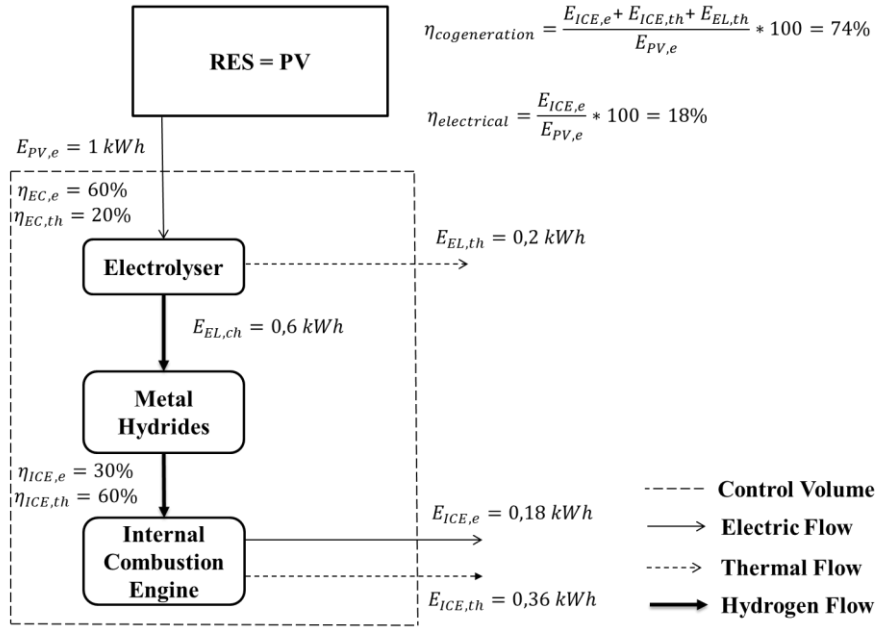 RES = PV
η_cogeneration = (E_ICE,e + E_ICE,th + E_EL,th) / E_PV,e * 100 = 74%
η_electrical = E_ICE,e / E_PV,e * 100 = 18%
E_PV,e = 1 kWh
η_EC,e = 60%
η_EC,th = 20%
Electrolyser
E_EL,th = 0,2 kWh
E_EL,ch = 0,6 kWh
Metal
Hydrides
η_ICE,e = 30%
η_ICE,th = 60%
Internal
Combustion
Engine
E_ICE,e = 0,18 kWh
E_ICE,th = 0,36 kWh
Control Volume
Electric Flow
Thermal Flow
Hydrogen Flow